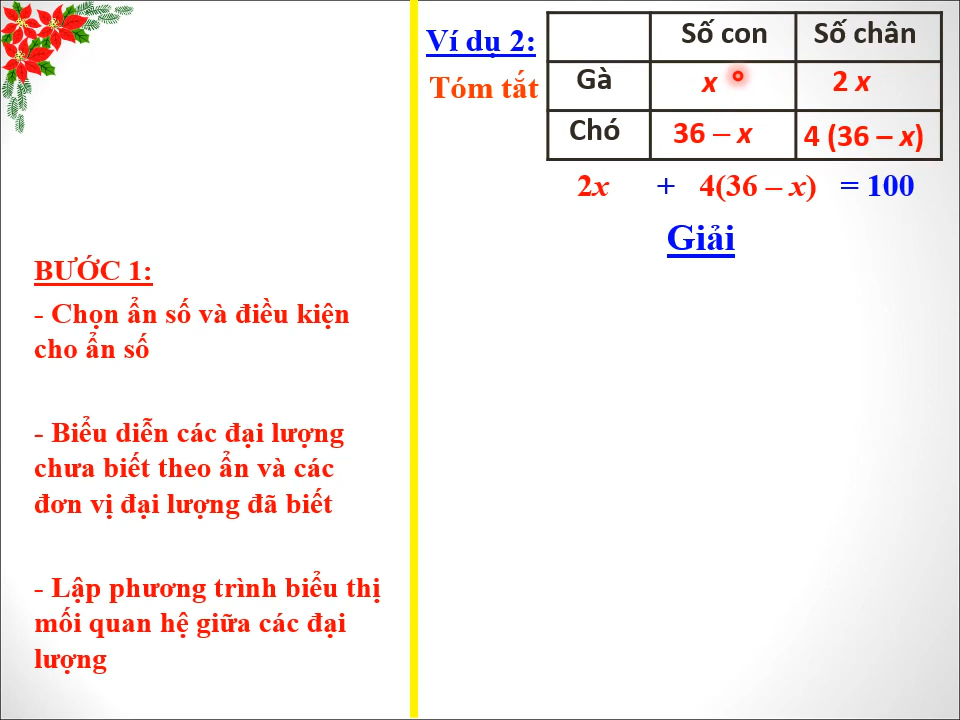 BƯỚC 1:
- Chọn ẩn số và điều kiện
cho ẩn số
- Biểu diễn các đại lượng
chưa biết theo ẩn và các
đơn vị đại lượng đã biết
- Lập phương trình biểu thị
mối quan hệ giữa các đại
lượng
Ví dụ 2:
Tóm tắt
Số con Số chân
Gà x 2 x
Chó 36 – x 4 (36 – x)
2x + 4(36 – x) = 100
Giải